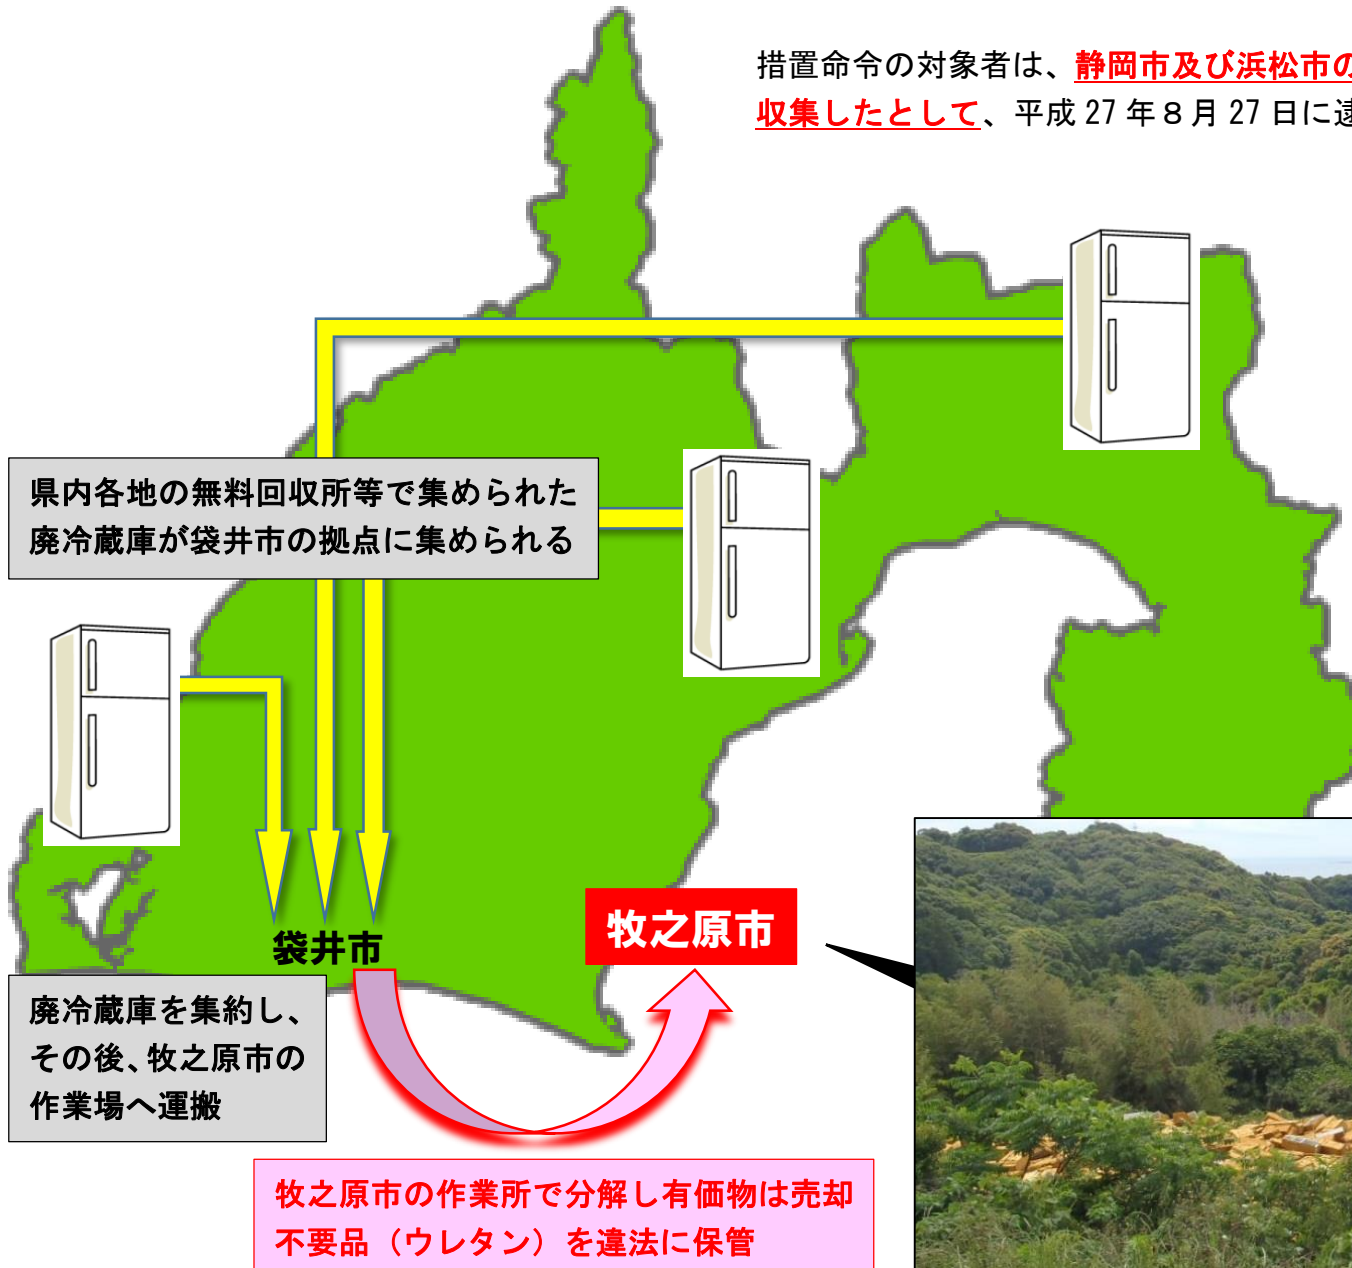 措置命令の対象者は、静岡市及び浜松市の
収集したとして、平成 27 年８月 27 日に逮
県内各地の無料回収所等で集められた
廃冷蔵庫が袋井市の拠点に集められる
袋井市
牧之原市
廃冷蔵庫を集約し、
その後、牧之原市の
作業場へ運搬
牧之原市の作業所で分解し有価物は売却
不要品（ウレタン）を違法に保管